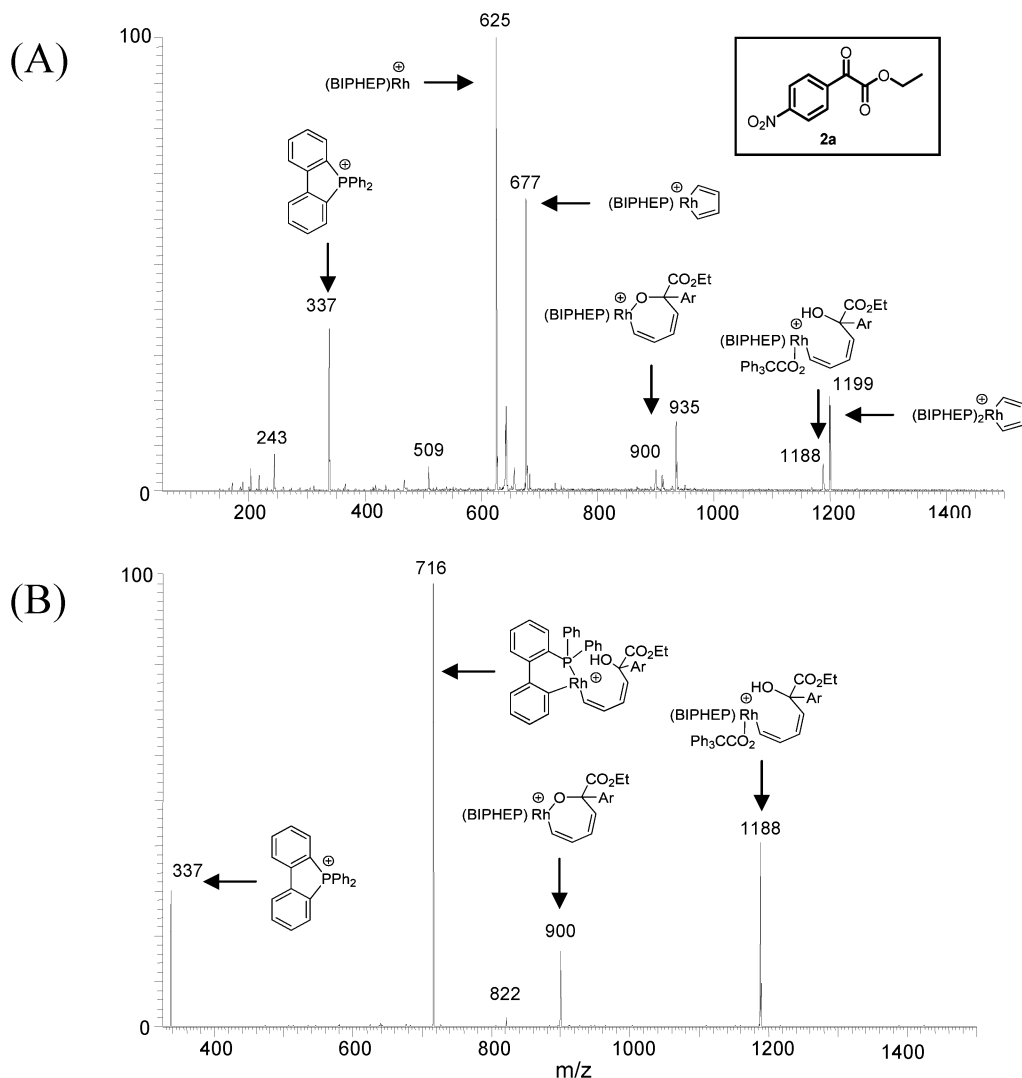 (A)
100
625
(BIPHEP)Rh
⊕
O
O
O
O₂N
2a
⊕
PPh₂
337
677
(BIPHEP)
⊕
Rh
CO₂Et
⊕
O
Ar
(BIPHEP)
Rh
HO
CO₂Et
Ar
⊕
(BIPHEP)
Rh
Ph₃CCO₂
243
509
900
935
1188
1199
(BIPHEP)₂Rh
⊕
0
200
400
600
800
1000
1200
1400
(B)
100
716
Ph
Ph
P
HO
CO₂Et
Ar
Rh
⊕
HO
CO₂Et
Ar
⊕
(BIPHEP)
Rh
Ph₃CCO₂
CO₂Et
⊕
O
Ar
(BIPHEP)
Rh
337
⊕
PPh₂
822
900
1188
0
400
600
800
1000
1200
1400
m/z